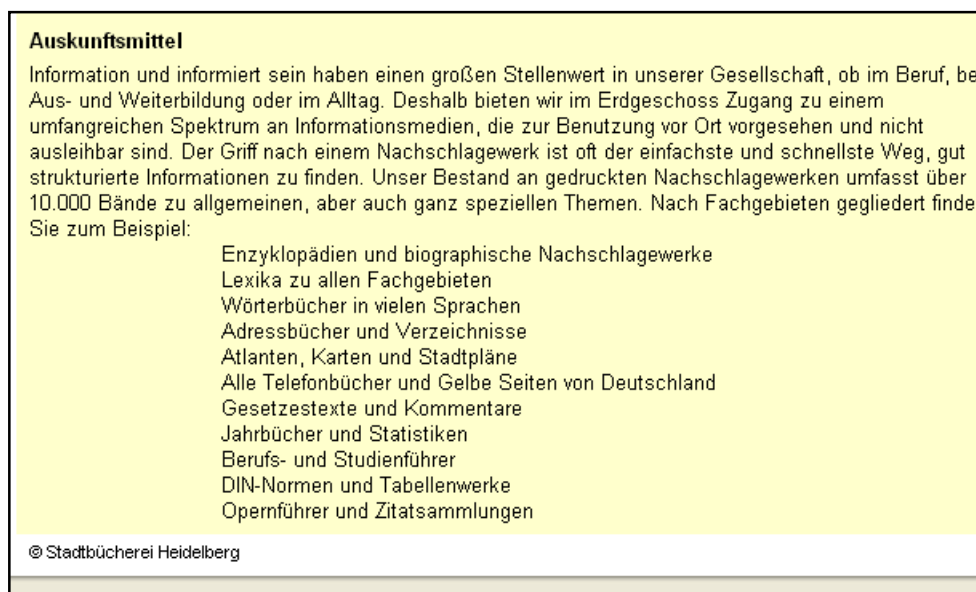 Auskunftsmittel
Information und informiert sein haben einen großen Stellenwert in unserer Gesellschaft, ob im Beruf, be
Aus- und Weiterbildung oder im Alltag. Deshalb bieten wir im Erdgeschoss Zugang zu einem
umfangreichen Spektrum an Informationsmedien, die zur Benutzung vor Ort vorgesehen und nicht
ausleihbar sind. Der Griff nach einem Nachschlagewerk ist oft der einfachste und schnellste Weg, gut
strukturierte Informationen zu finden. Unser Bestand an gedruckten Nachschlagewerken umfasst über
10.000 Bände zu allgemeinen, aber auch ganz speziellen Themen. Nach Fachgebieten gegliedert finde
Sie zum Beispiel:
Enzyklopädien und biographische Nachschlagewerke
Lexika zu allen Fachgebieten
Wörterbücher in vielen Sprachen
Adressbücher und Verzeichnisse
Atlanten, Karten und Stadtpläne
Alle Telefonbücher und Gelbe Seiten von Deutschland
Gesetzestexte und Kommentare
Jahrbücher und Statistiken
Berufs- und Studienführer
DIN-Normen und Tabellenwerke
Opernführer und Zitatsammlungen
© Stadtbücherei Heidelberg